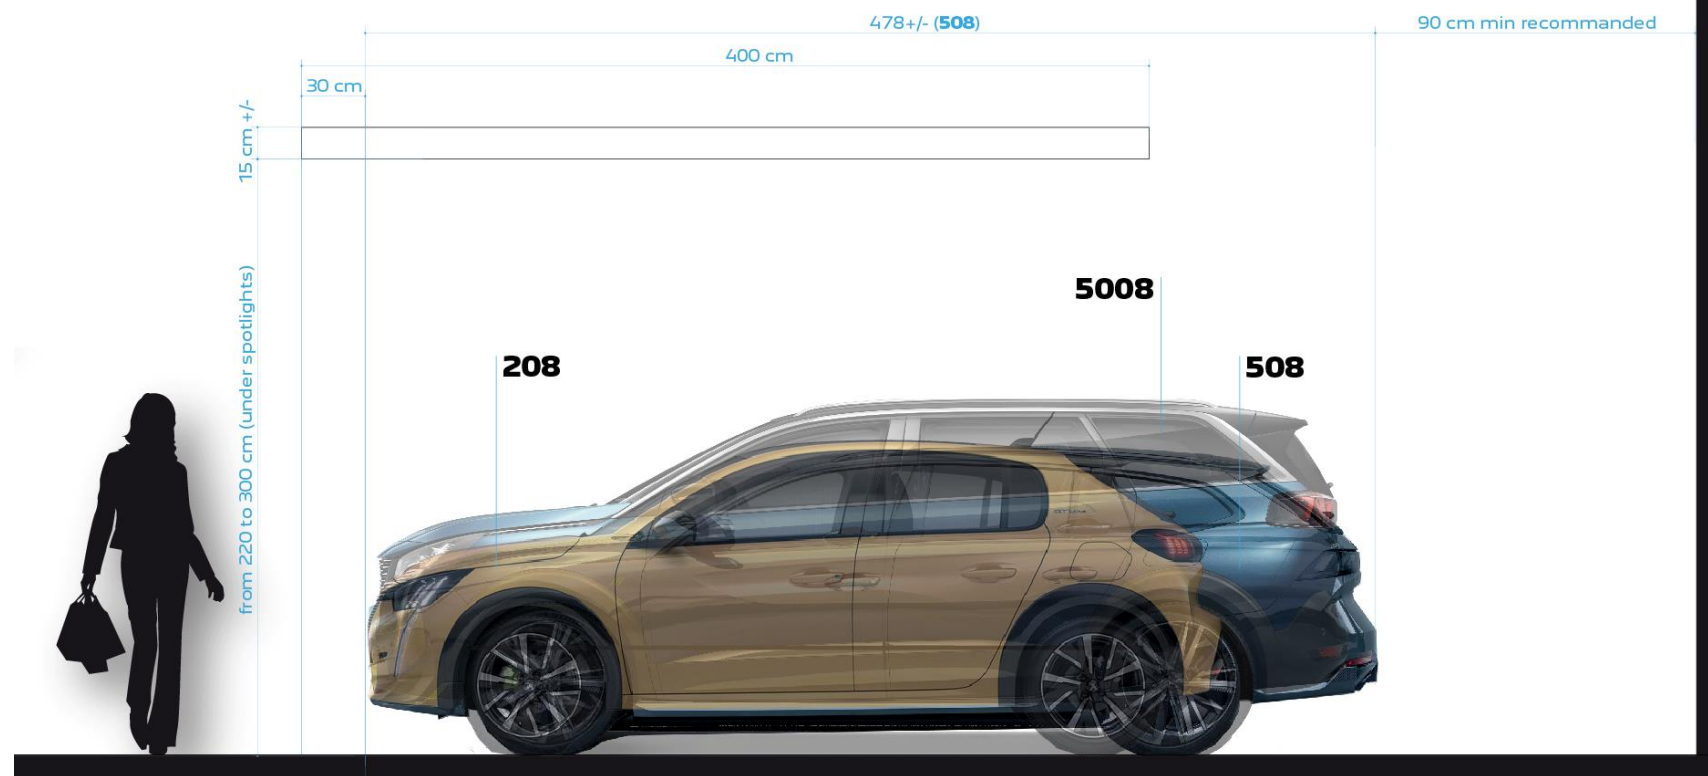 478+/- (508)
90 cm min recommanded
400 cm
30 cm
15 cm +/-
from 220 to 300 cm (under spotlights)
5008
208
508